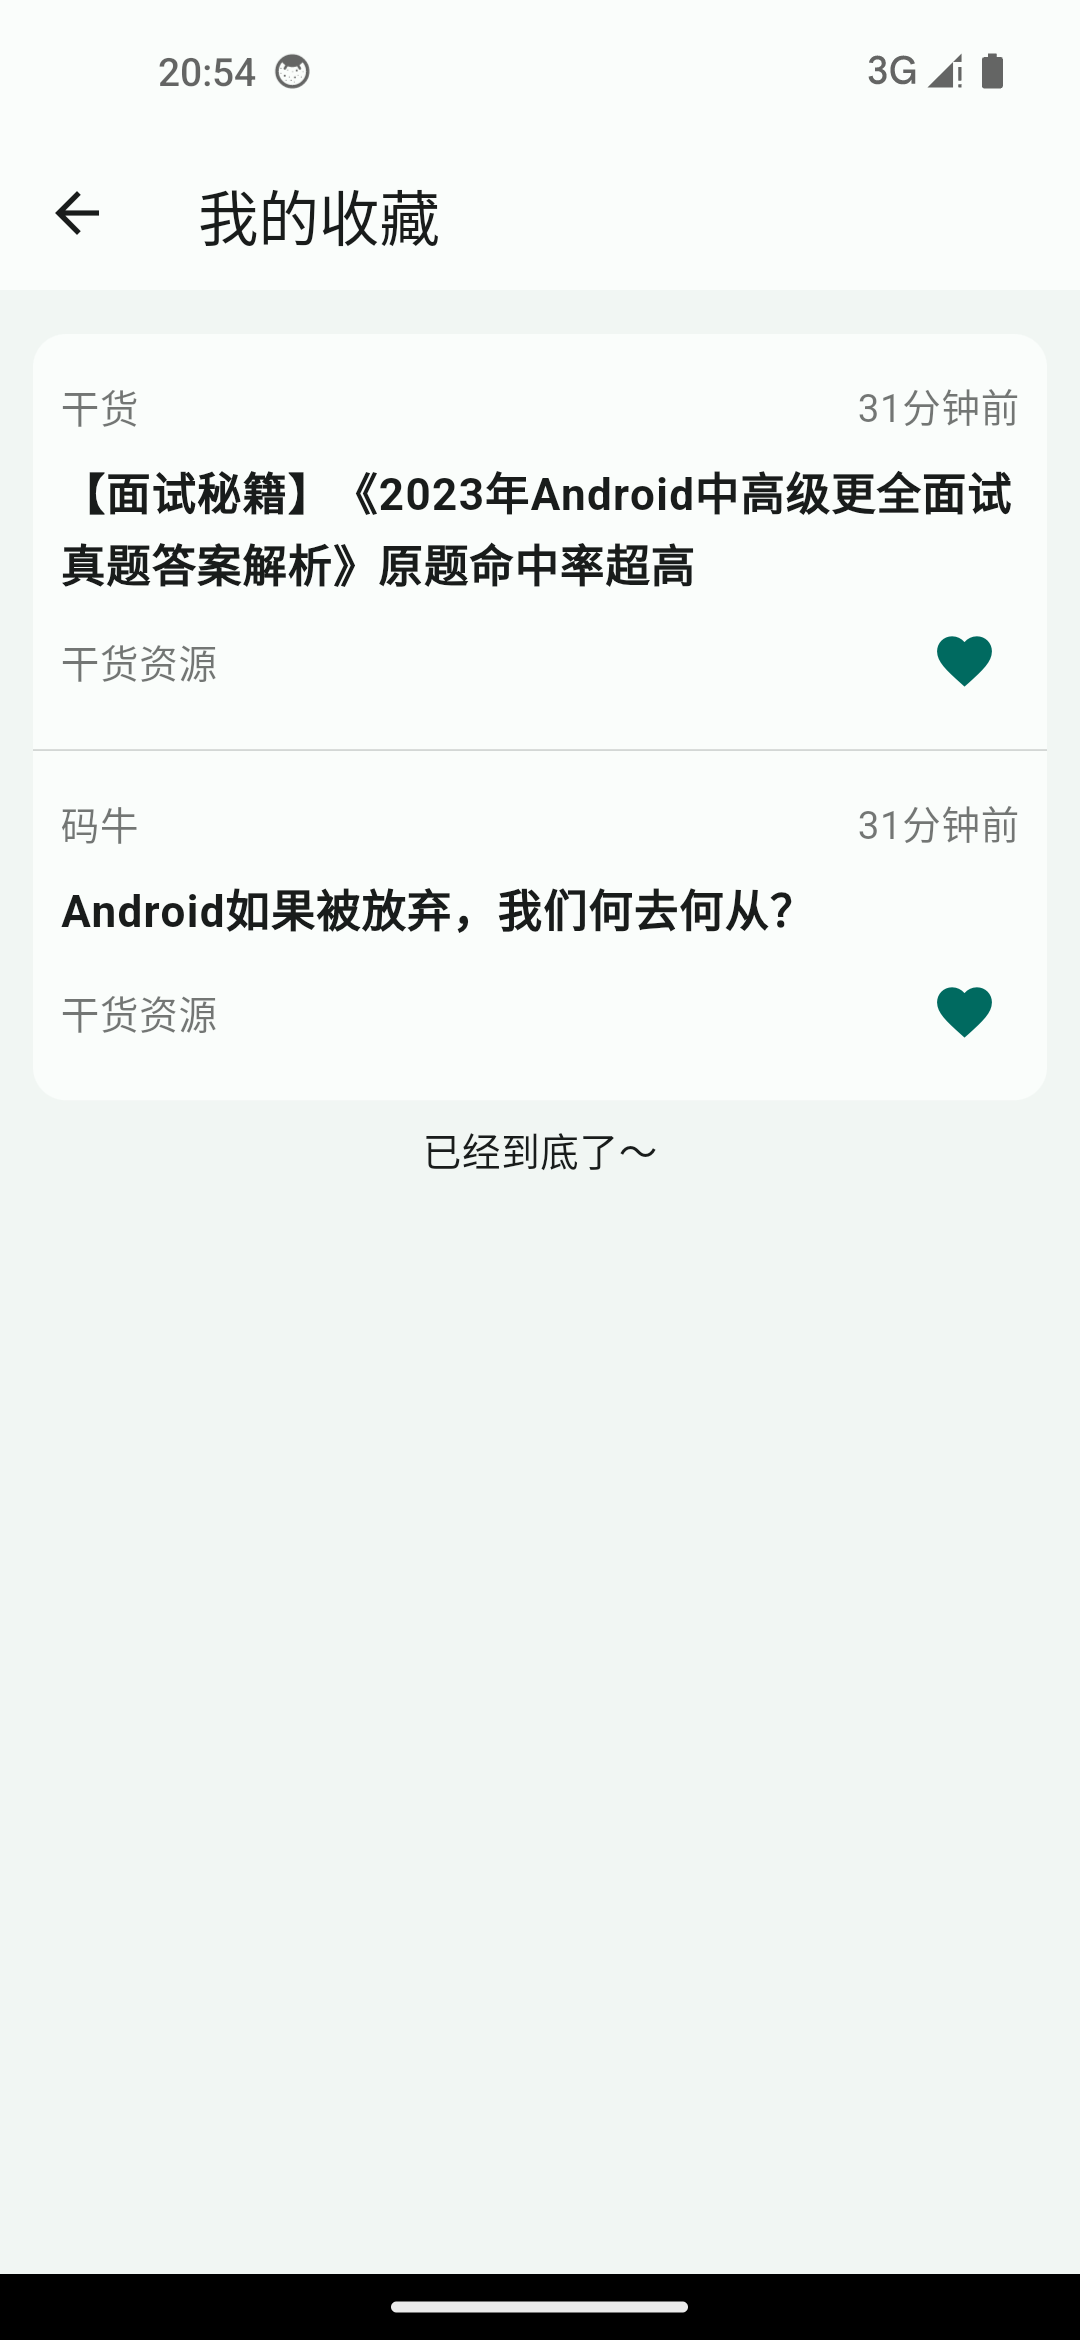 20:54
3G
我的收藏
干货
31分钟前
【面试秘籍】《2023年Android中高级更全面试
真题答案解析》原题命中率超高
干货资源
码牛
31分钟前
Android如果被放弃，我们何去何从？
干货资源
已经到底了～